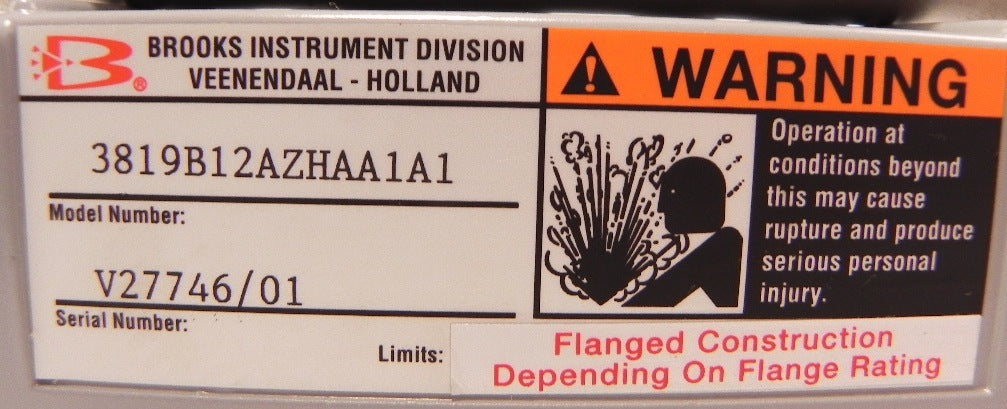 BROOKS INSTRUMENT DIVISION
VEENENDAAL - HOLLAND
3819B12AZHAA1A1
Model Number:
V27746/01
Serial Number:
Limits:
WARNING
Operation at
conditions beyond
this may cause
rupture and produce
serious personal
injury.
Flanged Construction
Depending On Flange Rating